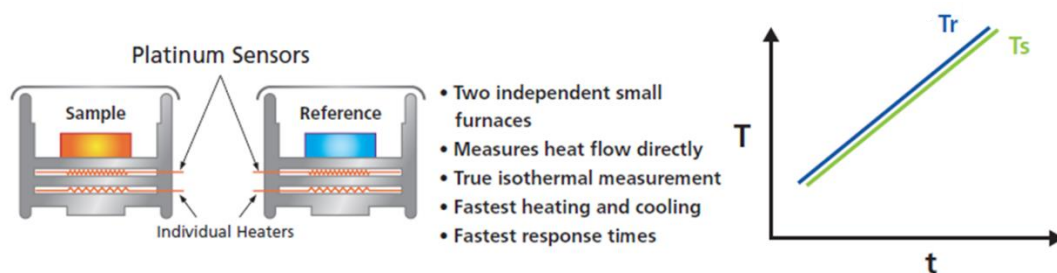 Platinum Sensors
Sample
Reference
Individual Heaters
• Two independent small
furnaces
• Measures heat flow directly
• True isothermal measurement
• Fastest heating and cooling
• Fastest response times
Tr
Ts
T
t